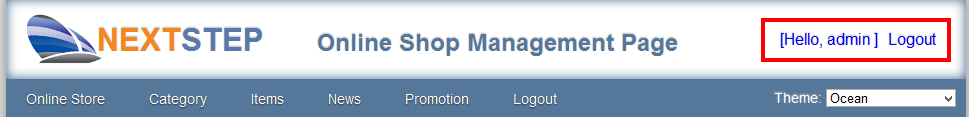 NEXTSTEP
Online Shop Management Page
[Hello, admin ] Logout
Online Store Category Items News Promotion Logout Theme: Ocean